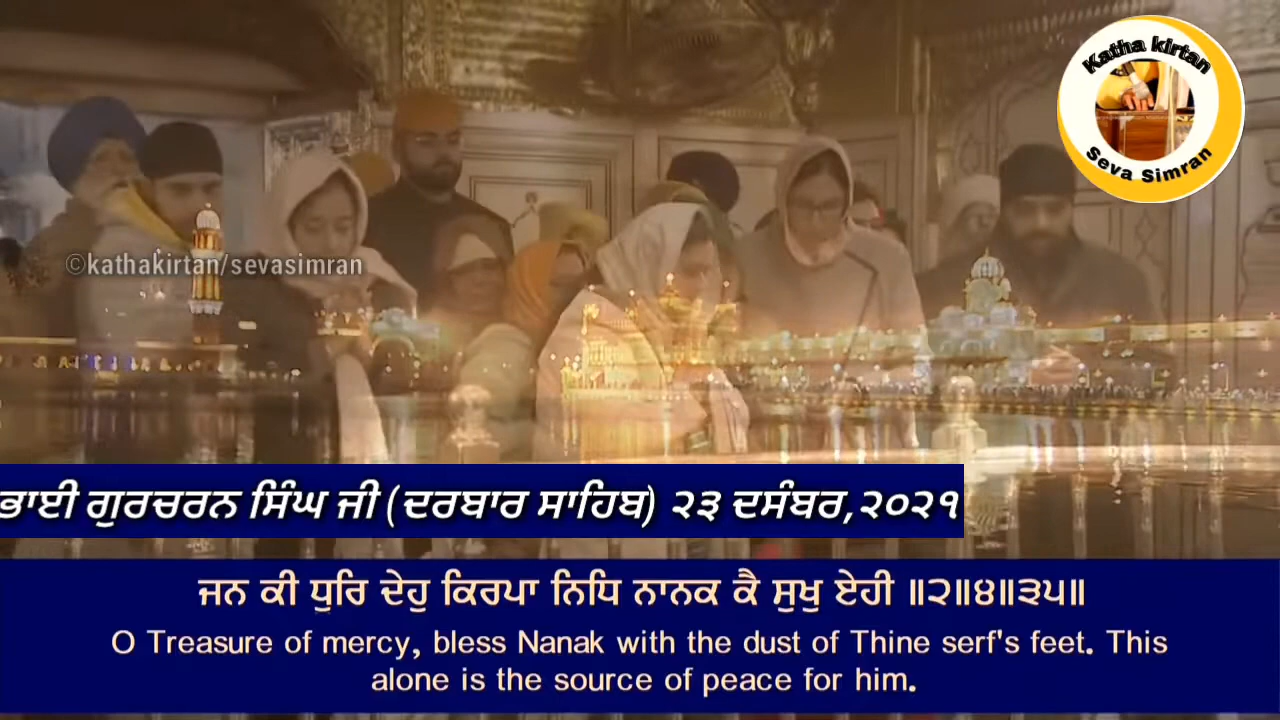 Katha kirtan
Seva Simran
©kathakirtan/sevasimran
ਭਾਈ ਗੁਰਚਰਨ ਸਿੰਘ ਜੀ (ਦਰਬਾਰ ਸਾਹਿਬ) ੨੩ ਦਸੰਬਰ,੨੦੨੧
ਜਨ ਕੀ ਧੂਰਿ ਦੇਹੁ ਕਿਰਪਾ ਨਿਧਿ ਨਾਨਕ ਕੈ ਸੁਖੁ ਏਹੀ ॥੨॥੪॥੩੫॥
O Treasure of mercy, bless Nanak with the dust of Thine serf's feet. This
alone is the source of peace for him.